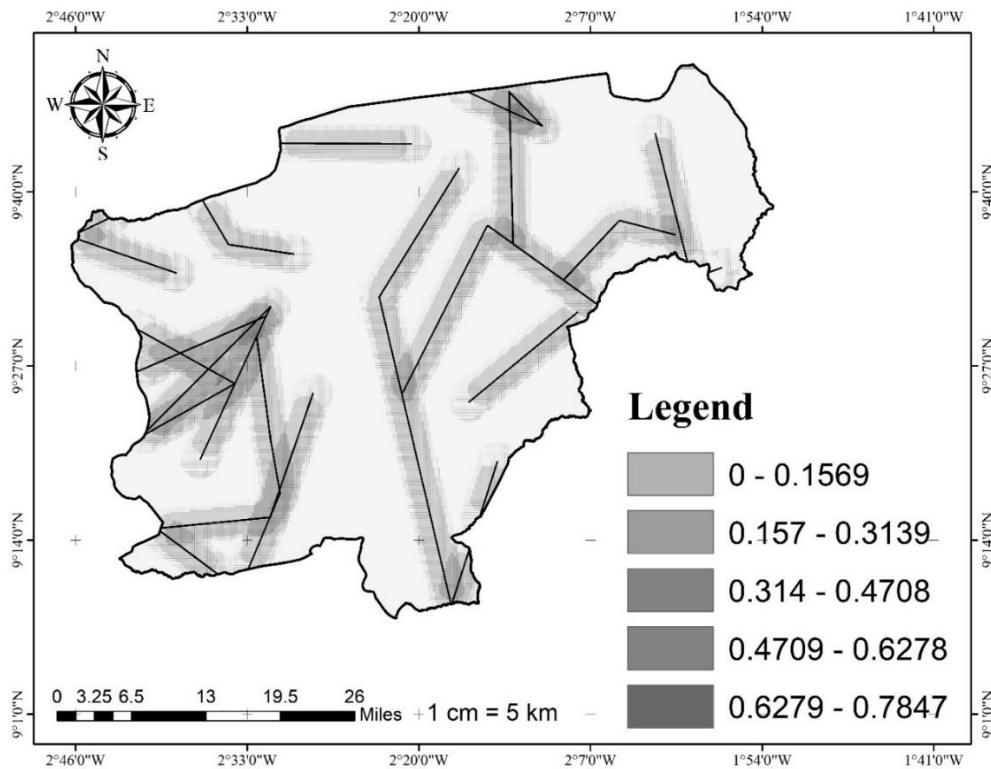 2°46'0"W 2°33'0"W 2°20'0"W 2°70'0"W 1°54'0"W 1°41'0"W
N
W E
S
9°40'0"N 9°40'0"N
9°27'0"N 9°27'0"N
Legend
0 - 0.1569
0.157 - 0.3139
9°14'0"N 9°14'0"N
0.314 - 0.4708
0.4709 - 0.6278
0 3.25 6.5 13 19.5 26
Miles 1 cm = 5 km
0.6279 - 0.7847
9°1'0"N 9°1'0"N
2°46'0"W 2°33'0"W 2°20'0"W 2°70'0"W 1°54'0"W 1°41'0"W